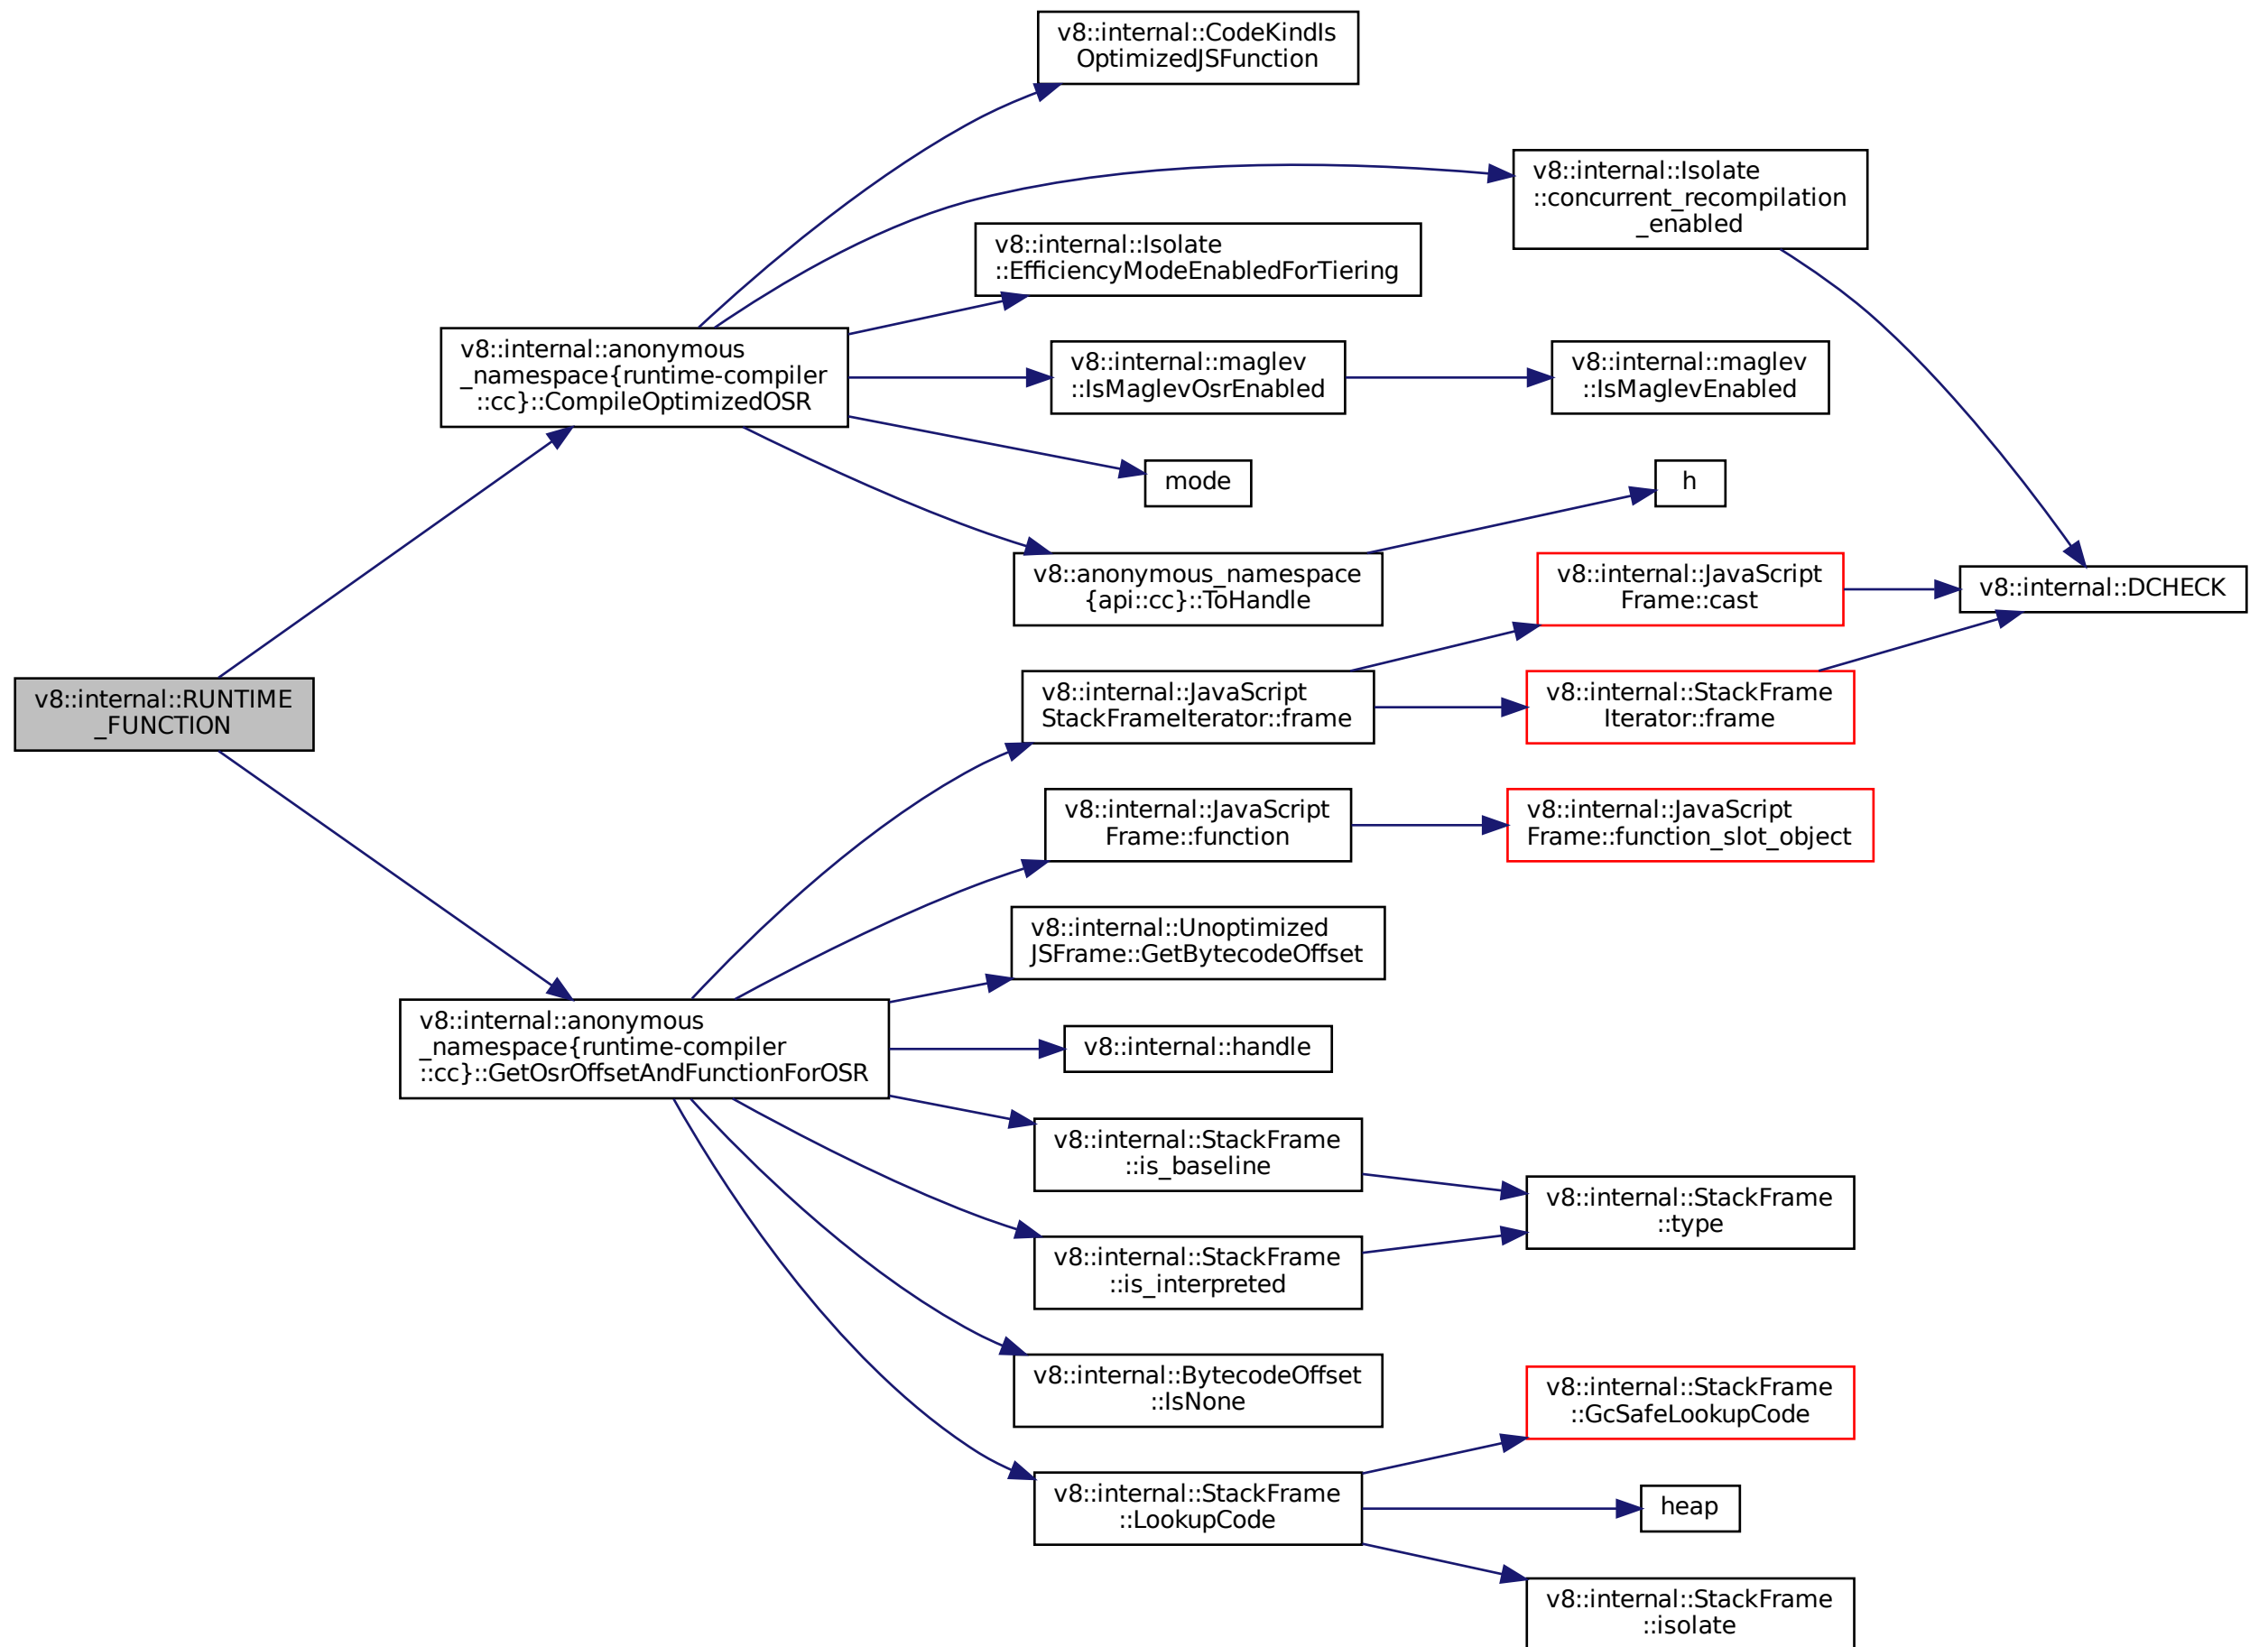 v8::internal::CodeKindIs
OptimizedJSFunction
v8::internal::Isolate
::concurrent_recompilation
_enabled
v8::internal::Isolate
::EfficiencyModeEnabledForTiering
v8::internal::anonymous
_namespace{runtime-compiler
::cc}::CompileOptimizedOSR
v8::internal::maglev
::IsMaglevOsrEnabled
v8::internal::maglev
::IsMaglevEnabled
mode
h
v8::anonymous_namespace
{api::cc}::ToHandle
v8::internal::JavaScript
Frame::cast
v8::internal::DCHECK
v8::internal::RUNTIME
_FUNCTION
v8::internal::JavaScript
StackFrameIterator::frame
v8::internal::StackFrame
Iterator::frame
v8::internal::JavaScript
Frame::function
v8::internal::JavaScript
Frame::function_slot_object
v8::internal::Unoptimized
JSFrame::GetBytecodeOffset
v8::internal::anonymous
_namespace{runtime-compiler
::cc}::GetOsrOffsetAndFunctionForOSR
v8::internal::handle
v8::internal::StackFrame
::is_baseline
v8::internal::StackFrame
::type
v8::internal::StackFrame
::is_interpreted
v8::internal::BytecodeOffset
::IsNone
v8::internal::StackFrame
::GcSafeLookupCode
v8::internal::StackFrame
::LookupCode
heap
v8::internal::StackFrame
::isolate